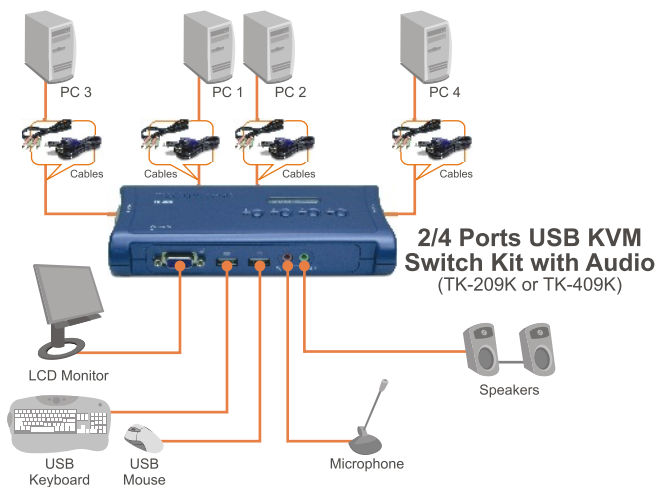 PC 3
PC 1
PC 2
PC 4
Cables
Cables
Cables
Cables
2/4 Ports USB KVM
Switch Kit with Audio
(TK-209K or TK-409K)
LCD Monitor
Speakers
USB
Keyboard
USB
Mouse
Microphone